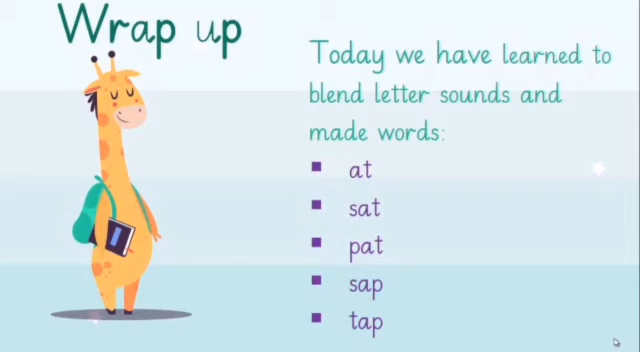 Wrap up
Today we have learned to
blend letter sounds and
made words:
▪ at
▪ sat
▪ pat
▪ sap
▪ tap